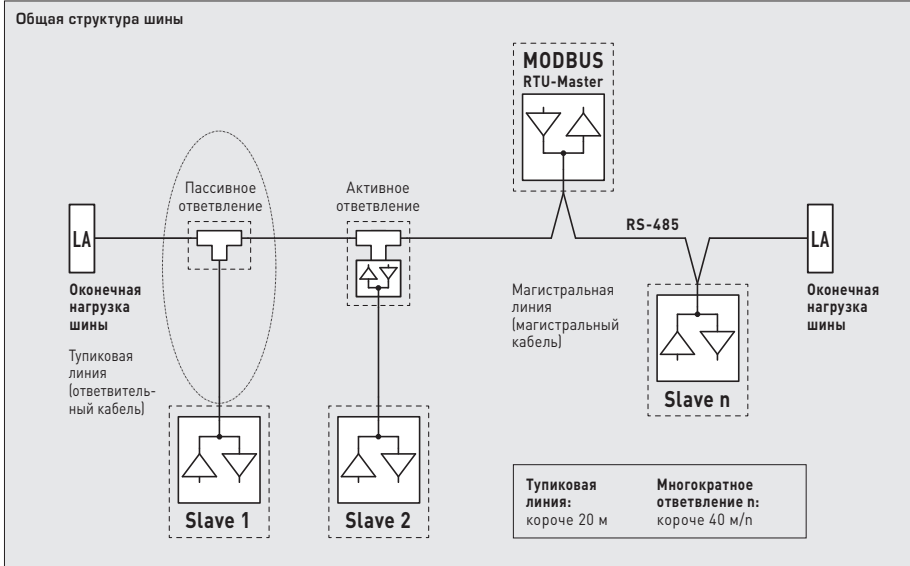 Общая структура шины
MODBUS
RTU-Master
Пассивное
ответвление
Активное
ответвление
RS-485
LA
LA
Оконечная
нагрузка
шины
Тупиковая
линия
(ответвитель-
ный кабель)
Магистральная
линия
(магистральный
кабель)
Оконечная
нагрузка
шины
Slave n
Slave 1
Slave 2
Тупиковая
линия:
короче 20 м
Многократное
ответвление n:
короче 40 м/n